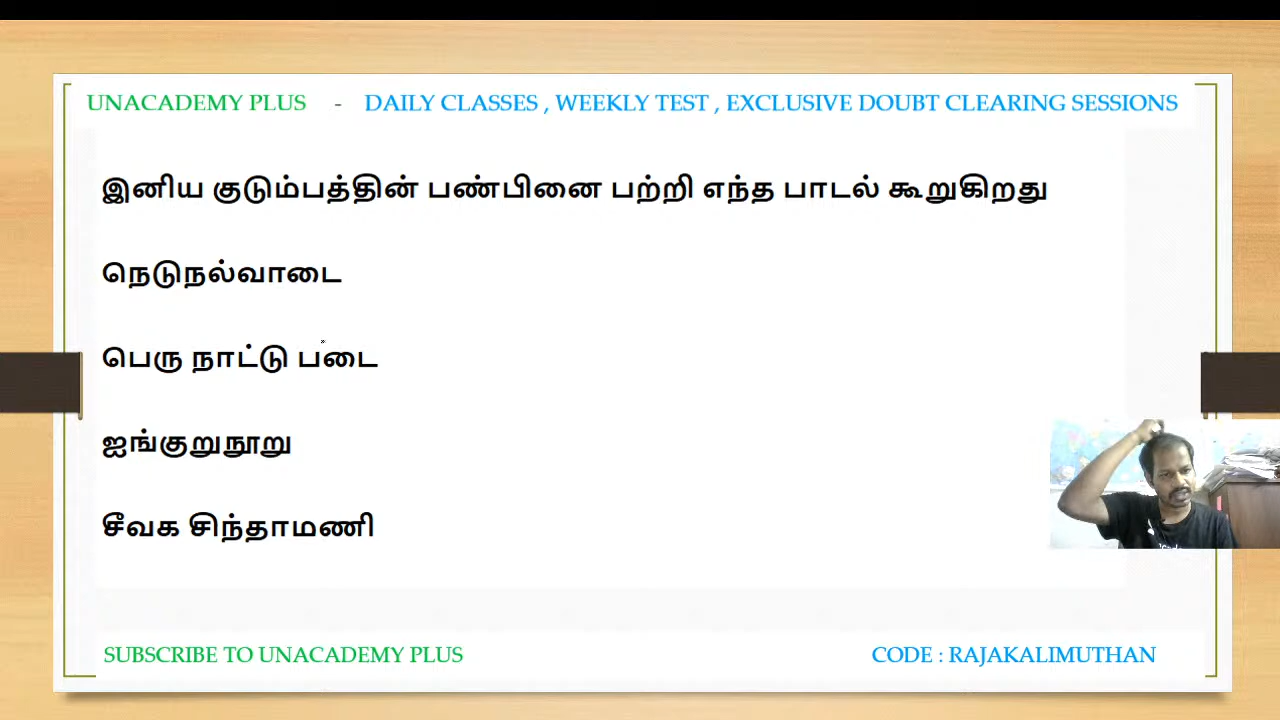 UNACADEMY PLUS - DAILY CLASSES , WEEKLY TEST , EXCLUSIVE DOUBT CLEARING SESSIONS
இனிய குடும்பத்தின் பண்பினை பற்றி எந்த பாடல் கூறுகிறது
நெடுநல்வாடை
பெரு நாட்டு படை
ஐங்குறுநூறு
சீவக சிந்தாமணி
SUBSCRIBE TO UNACADEMY PLUS CODE : RAJAKALIMUTHAN